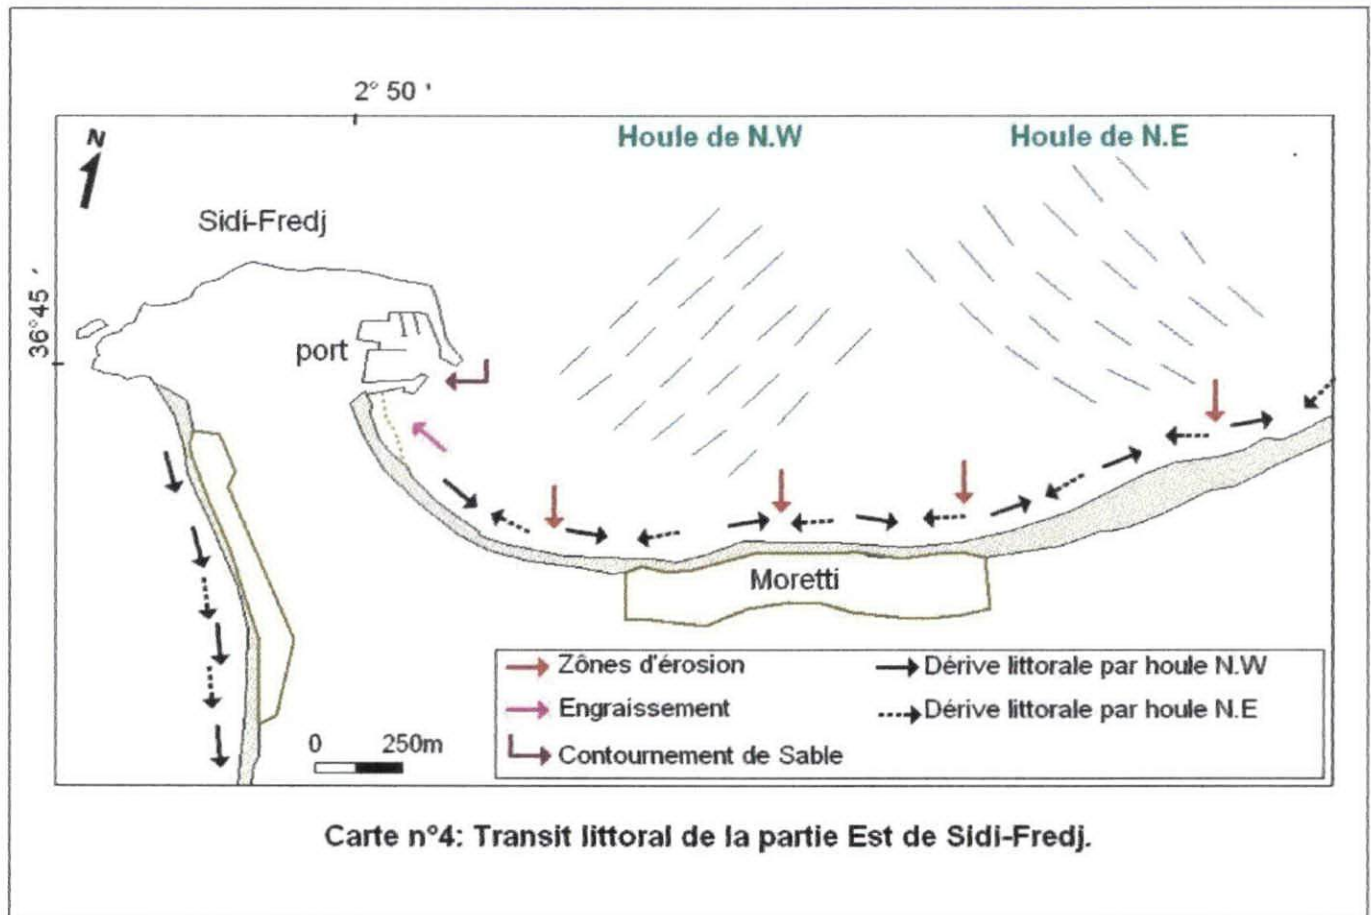 2° 50 '
N
Houle de N.W
Houle de N.E
Sidi-Fredj
36°45 '
port
Moretti
Zônes d'érosion
Dérive littorale par houle N.W
Engraissement
Dérive littorale par houle N.E
0 250m
Contournement de Sable
Carte n°4: Transit littoral de la partie Est de Sidi-Fredj.